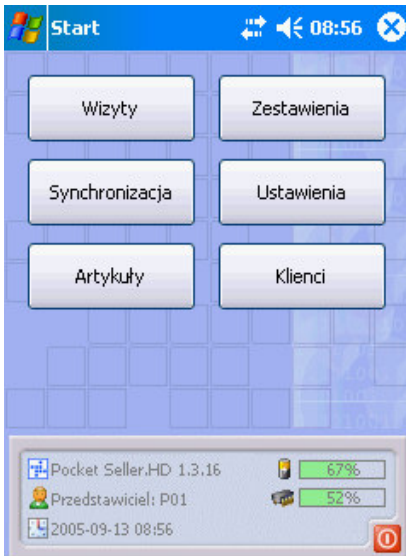 Start 08:56
Wizyty Zestawienia
Synchronizacja Ustawienia
Artykuły Klienci
Pocket Seller.HD 1.3.16 67%
Przedstawiciel: P01 52%
2005-09-13 08:56